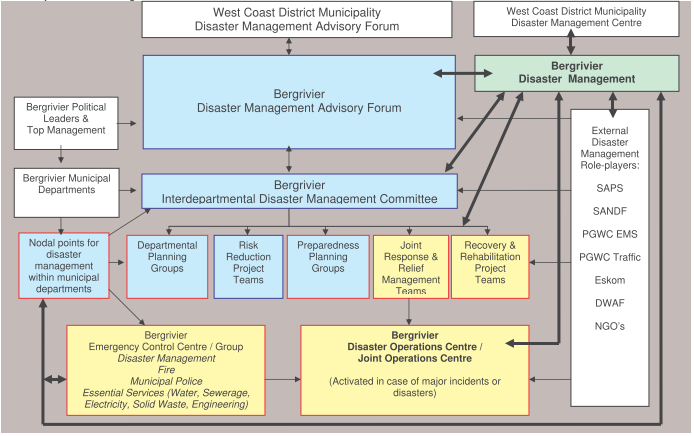 West Coast District Municipality
Disaster Management Advisory Forum
West Coast District Municipality
Disaster Management Centre
Bergrivier
Disaster Management
Bergrivier
Disaster Management Advisory Forum
Bergrivier Political
Leaders &
Top Management
External
Disaster
Management
Role-players:
SAPS
SANDF
PGWC EMS
PGWC Traffic
Eskom
DWAF
NGO's
Bergrivier Municipal
Departments
Bergrivier
Interdepartmental Disaster Management Committee
Nodal points for
disaster
management
within municipal
departments
Departmental
Planning
Groups
Risk
Reduction
Project
Teams
Preparedness
Planning
Groups
Joint
Response &
Relief
Management
Teams
Recovery &
Rehabilitation
Project
Teams
Bergrivier
Emergency Control Centre / Group
Disaster Management
Fire
Municipal Police
Essential Services (Water, Sewerage,
Electricity, Solid Waste, Engineering)
Bergrivier
Disaster Operations Centre /
Joint Operations Centre
(Activated in case of major incidents or
disasters)